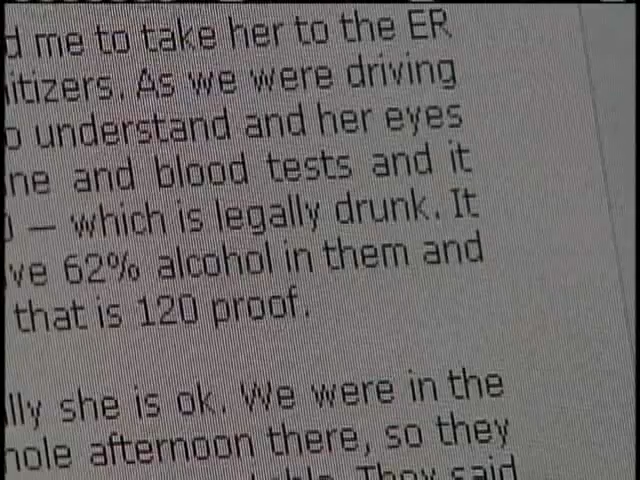 d me to take her to the ER
itizers. As we were driving
o understand and her eyes
ne and blood tests and it
— which is legally drunk. It
ve 62% alcohol in them and
that is 120 proof.
lly she is ok. We were in the
hole afternoon there, so they
They said